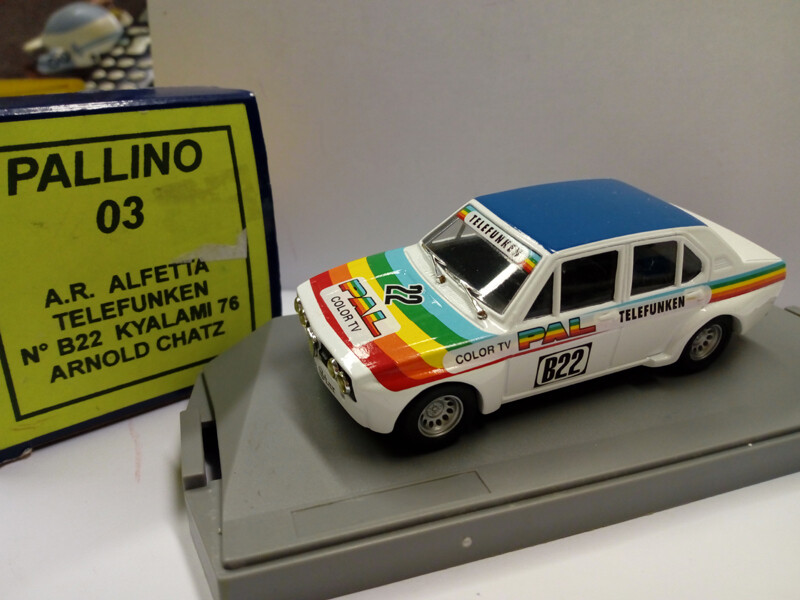 PALLINO
03
A.R. ALFETTA
TELEFUNKEN
N° B22 KYALAMI 76
ARNOLD CHATZ
TELEFUNKEN
22
PAL
COLOR TV
COLOR TV PAL
TELEFUNKEN
B22